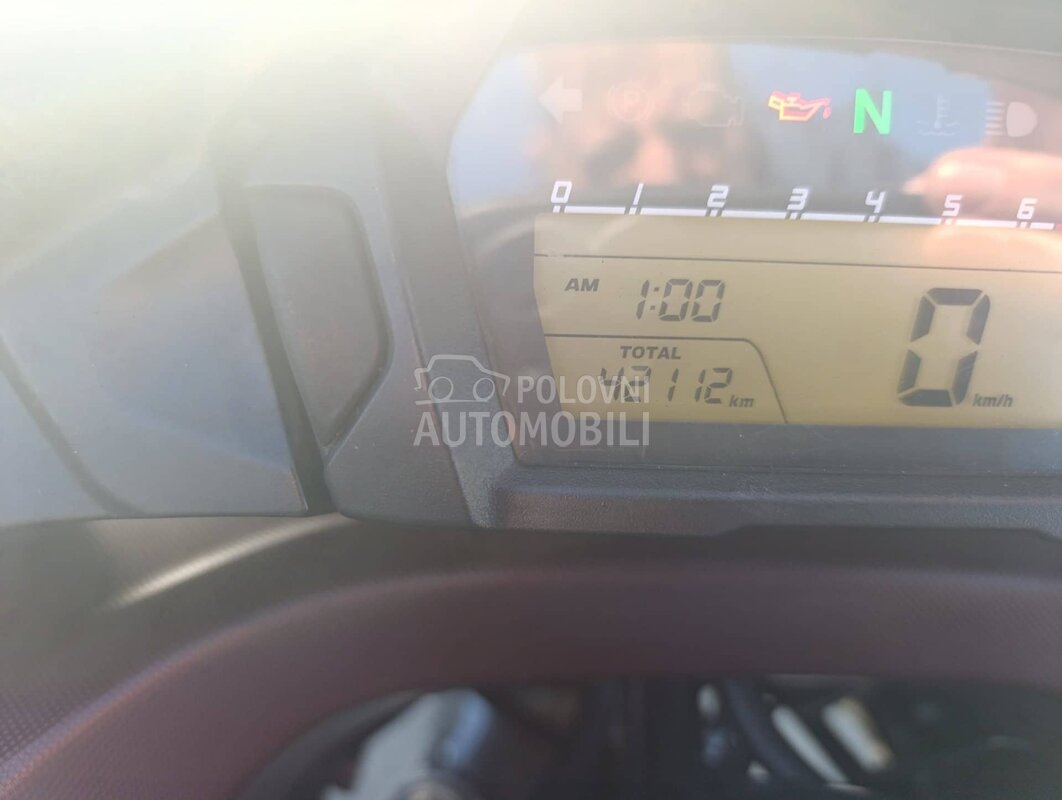 P
N
0 1 2 3 4 5 6
AM 1:00
0 km/h
TOTAL
42112 km
POLOVNI
AUTOMOBILI